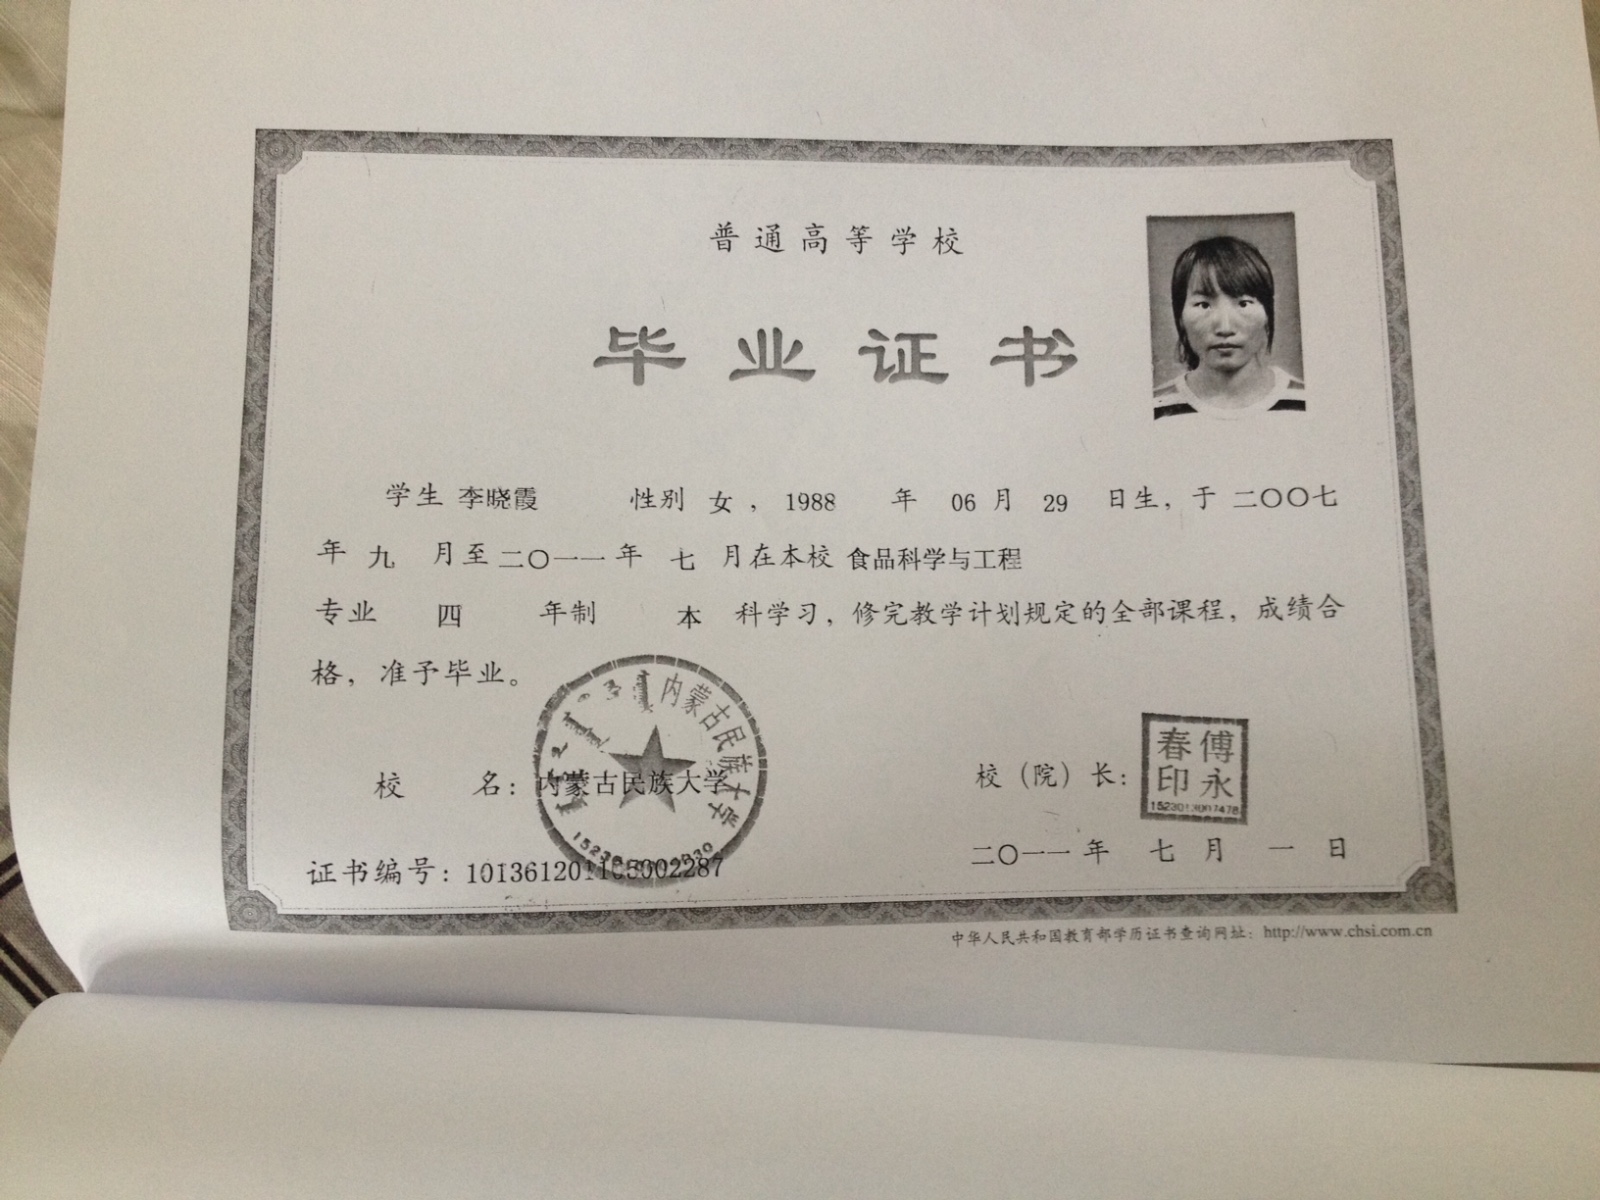 普通高等学校
毕业证书
学生 李晓霞 性别 女，1988 年 06 月 29 日生，于 二〇〇七
年 九 月至 二〇一一 年 七 月在本校 食品科学与工程
专业 四 年制 本 科学习，修完教学计划规定的全部课程，成绩合
格，准予毕业。
校 名：内蒙古民族大学 校（院）长：
内蒙古民族大学
傅永春印
证书编号： 二〇一一 年 七 月 一 日
中华人民共和国教育部学历证书查询网址：http://www.chsi.com.cn